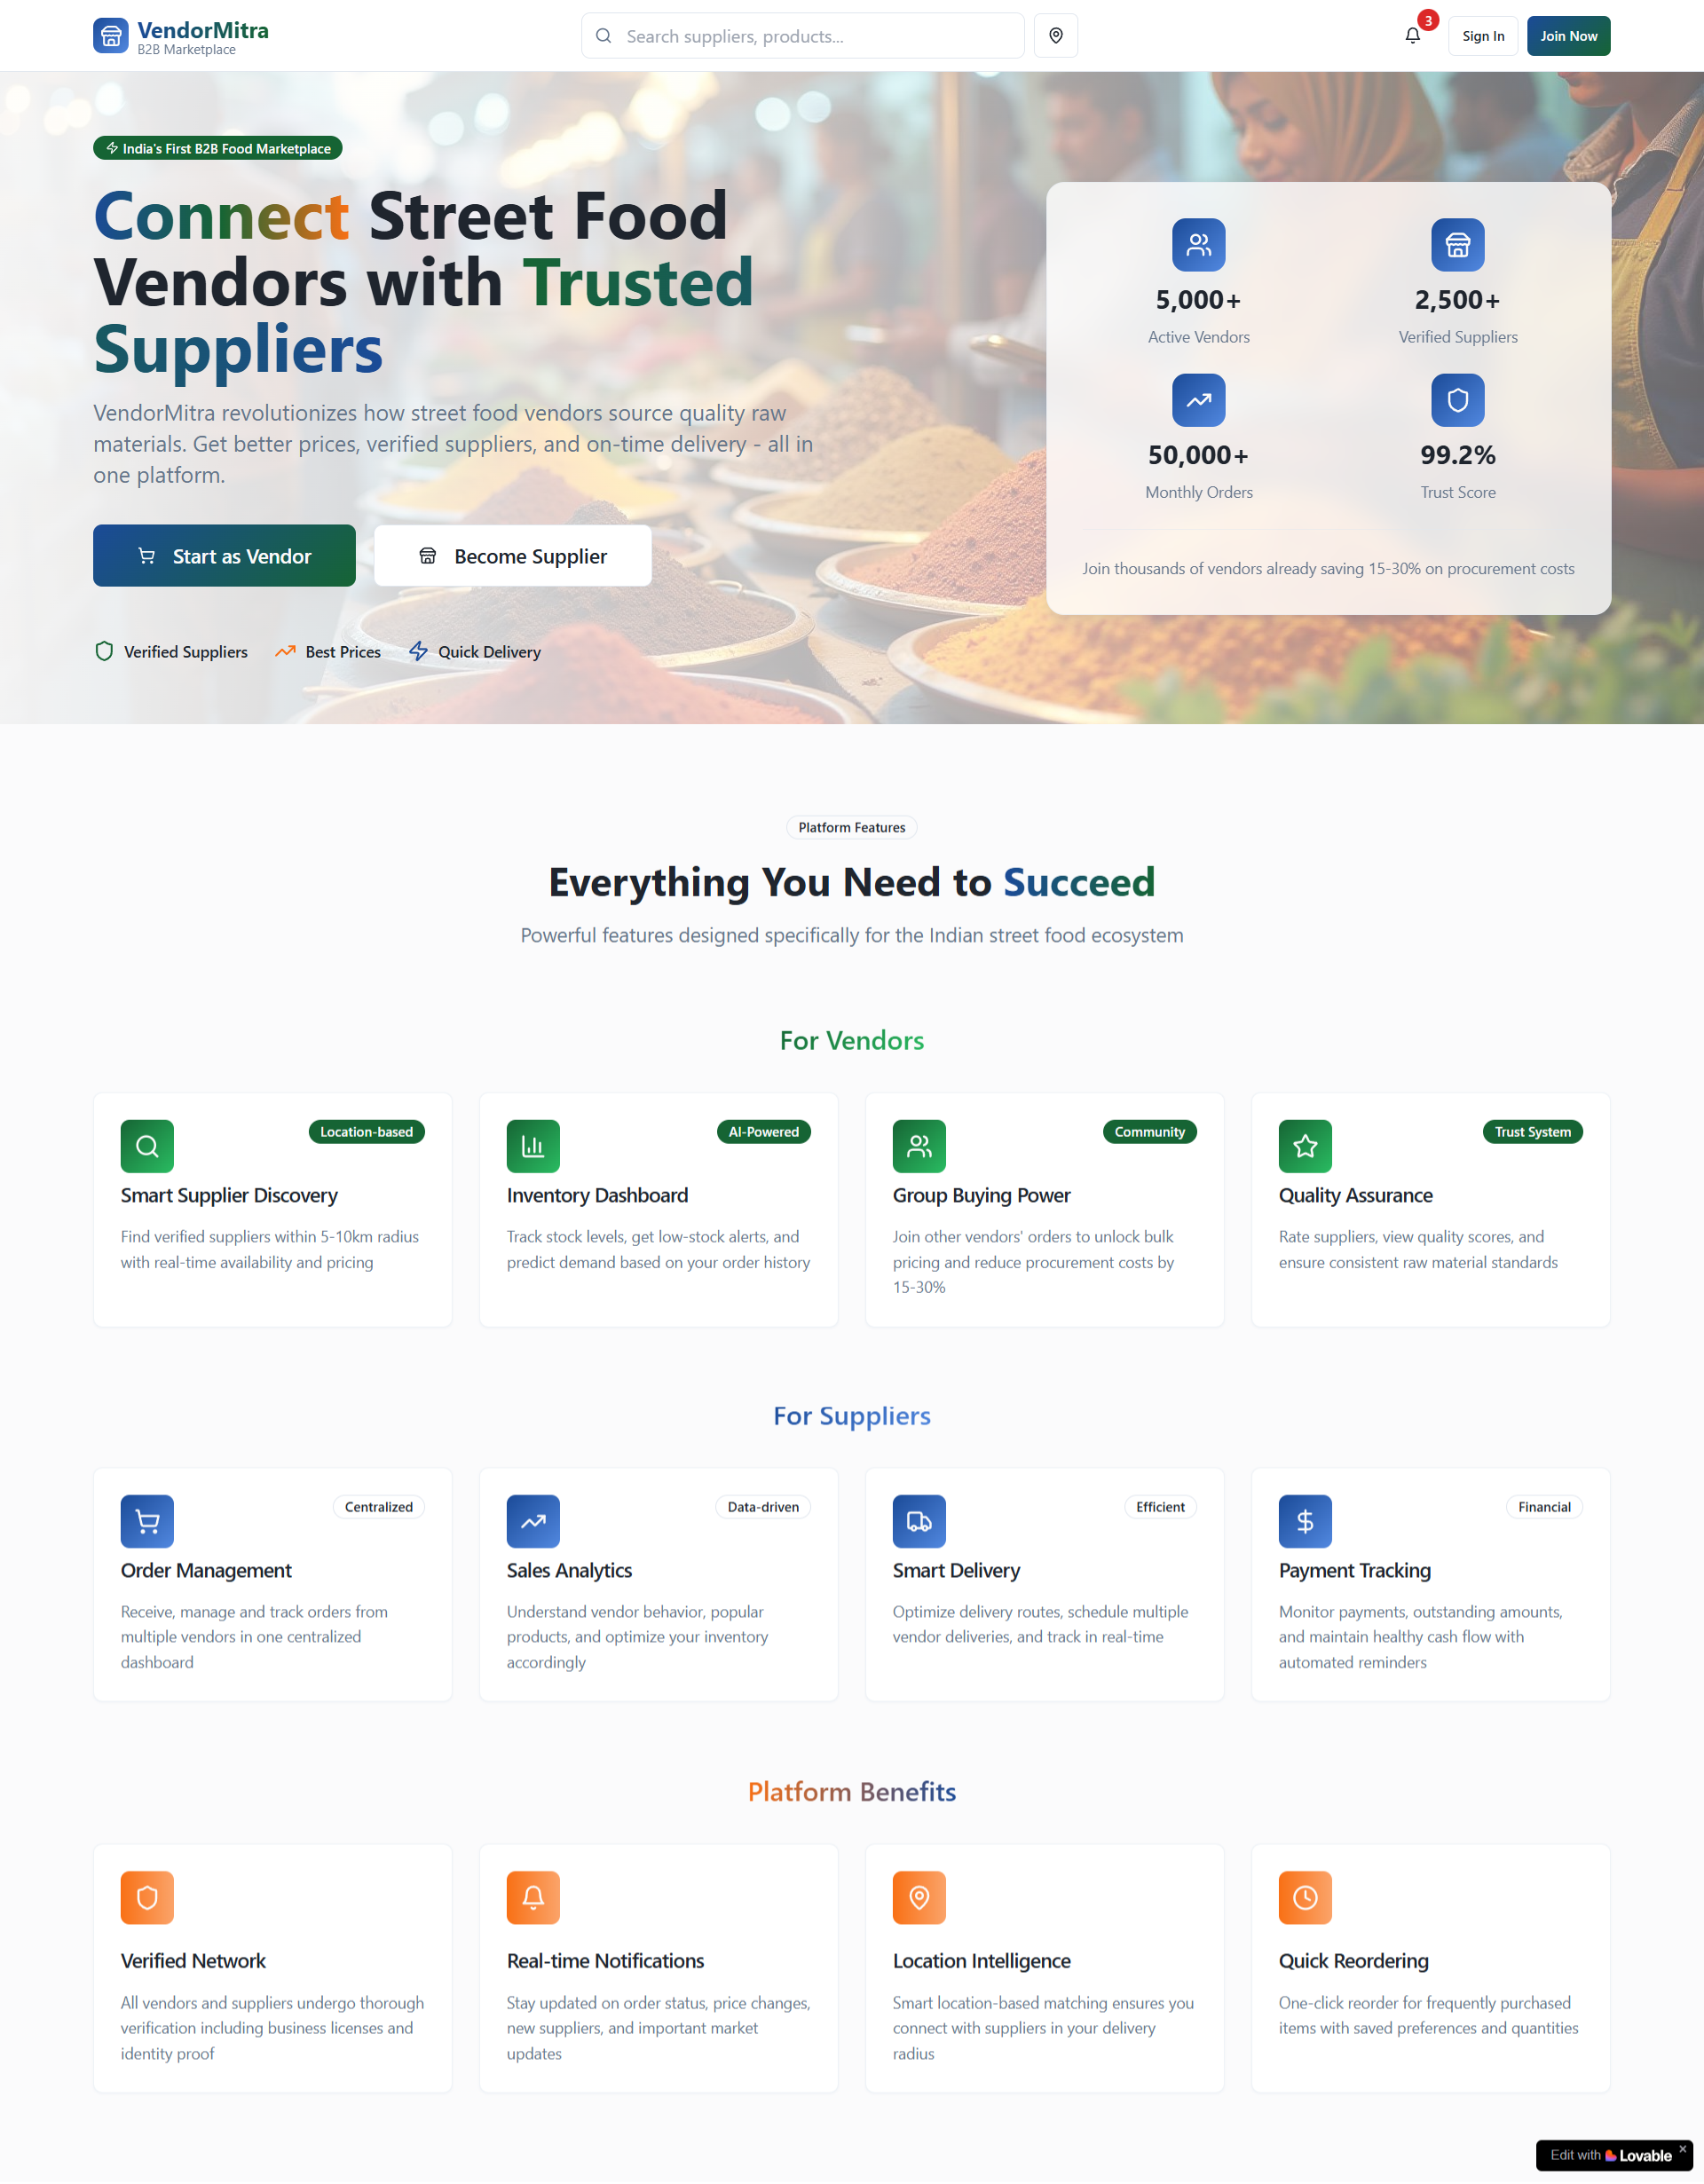 VendorMitra
B2B Marketplace
Search suppliers, products...
3
Sign In
Join Now
India's First B2B Food Marketplace
Connect Street Food
Vendors with Trusted
Suppliers
VendorMitra revolutionizes how street food vendors source quality raw
materials. Get better prices, verified suppliers, and on-time delivery - all in
one platform.
Start as Vendor
Become Supplier
Verified Suppliers
Best Prices
Quick Delivery
5,000+
Active Vendors
2,500+
Verified Suppliers
50,000+
Monthly Orders
99.2%
Trust Score
Join thousands of vendors already saving 15-30% on procurement costs
Platform Features
Everything You Need to Succeed
Powerful features designed specifically for the Indian street food ecosystem
For Vendors
Location-based
Smart Supplier Discovery
Find verified suppliers within 5-10km radius
with real-time availability and pricing
AI-Powered
Inventory Dashboard
Track stock levels, get low-stock alerts, and
predict demand based on your order history
Community
Group Buying Power
Join other vendors' orders to unlock bulk
pricing and reduce procurement costs by
15-30%
Trust System
Quality Assurance
Rate suppliers, view quality scores, and
ensure consistent raw material standards
For Suppliers
Centralized
Order Management
Receive, manage and track orders from
multiple vendors in one centralized
dashboard
Data-driven
Sales Analytics
Understand vendor behavior, popular
products, and optimize your inventory
accordingly
Efficient
Smart Delivery
Optimize delivery routes, schedule multiple
vendor deliveries, and track in real-time
Financial
Payment Tracking
Monitor payments, outstanding amounts,
and maintain healthy cash flow with
automated reminders
Platform Benefits
Verified Network
All vendors and suppliers undergo thorough
verification including business licenses and
identity proof
Real-time Notifications
Stay updated on order status, price changes,
new suppliers, and important market
updates
Location Intelligence
Smart location-based matching ensures you
connect with suppliers in your delivery
radius
Quick Reordering
One-click reorder for frequently purchased
items with saved preferences and quantities
Edit with Lovable